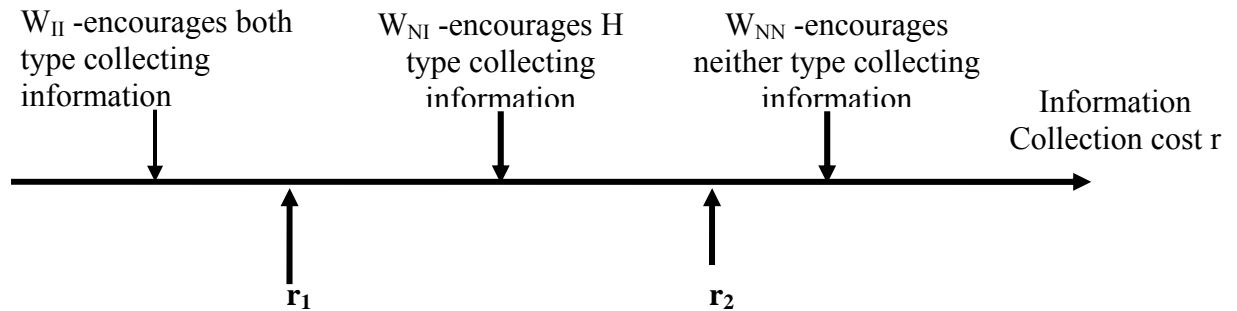 W_II -encourages both
type collecting
information
W_NI -encourages H
type collecting
information
W_NN -encourages
neither type collecting
information
Information
Collection cost r
r_1
r_2